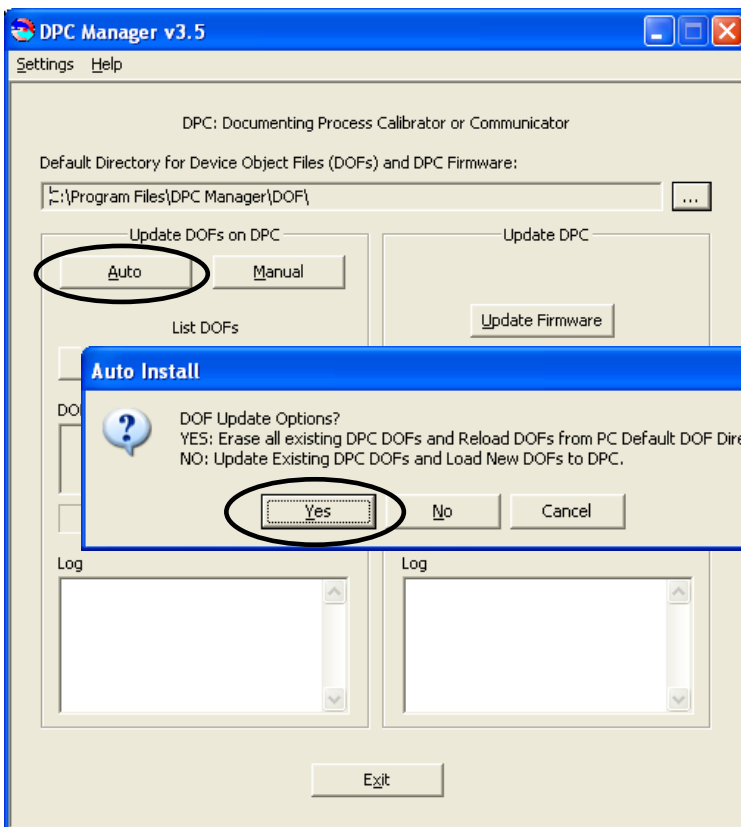 DPC Manager v3.5
Settings Help
DPC: Documenting Process Calibrator or Communicator
Default Directory for Device Object Files (DOFs) and DPC Firmware:
C:\Program Files\DPC Manager\DOF\
...
Update DOFs on DPC
Update DPC
Auto
Manual
Update Firmware
List DOFs
Auto Install
DOF Update Options?
YES: Erase all existing DPC DOFs and Reload DOFs from PC Default DOF Dire
NO: Update Existing DPC DOFs and Load New DOFs to DPC.
Yes No Cancel
Log
Log
Exit